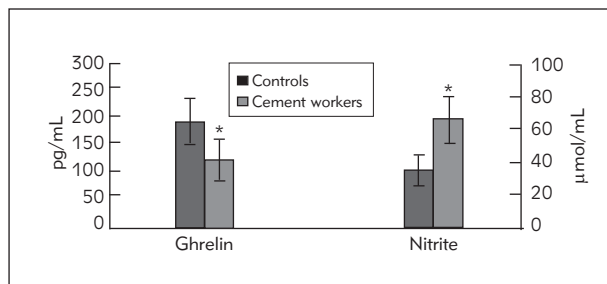 300
250
200
150
100
50
0
pg/mL
Controls
Cement workers
*
*
100
80
60
40
20
0
µmol/mL
Ghrelin
Nitrite